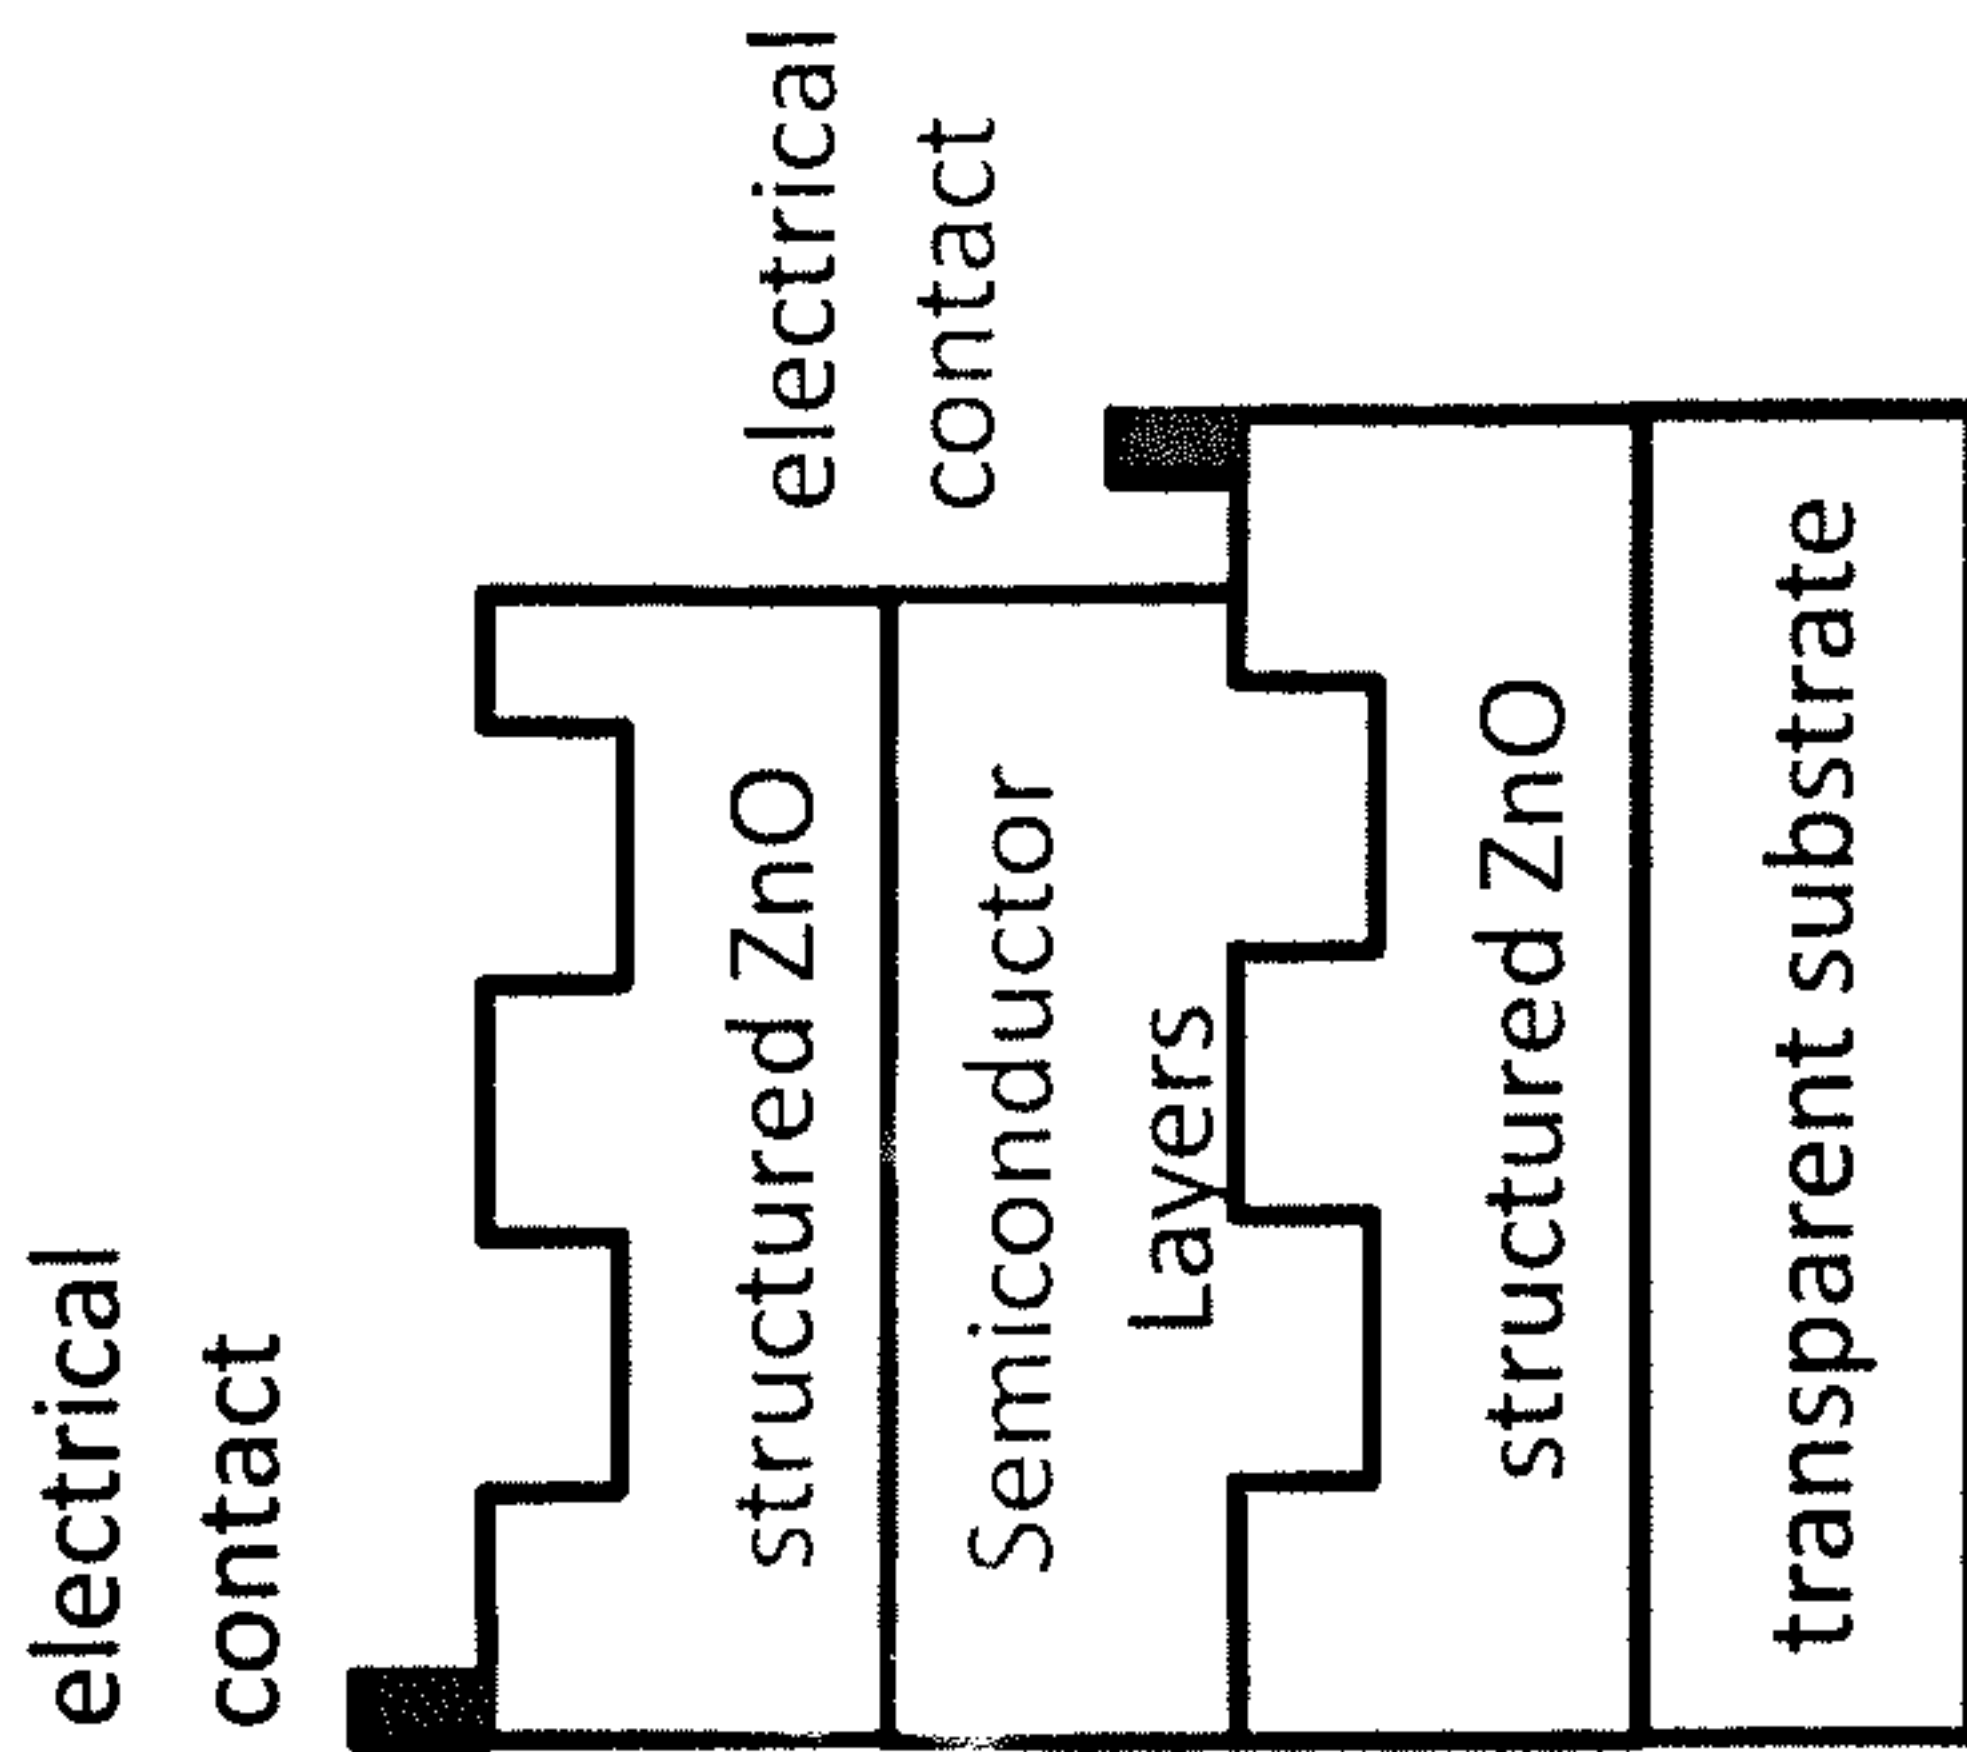 electrical
contact
electrical
contact
structured ZnO
Semiconductor
Layers
structured ZnO
transparent substrate